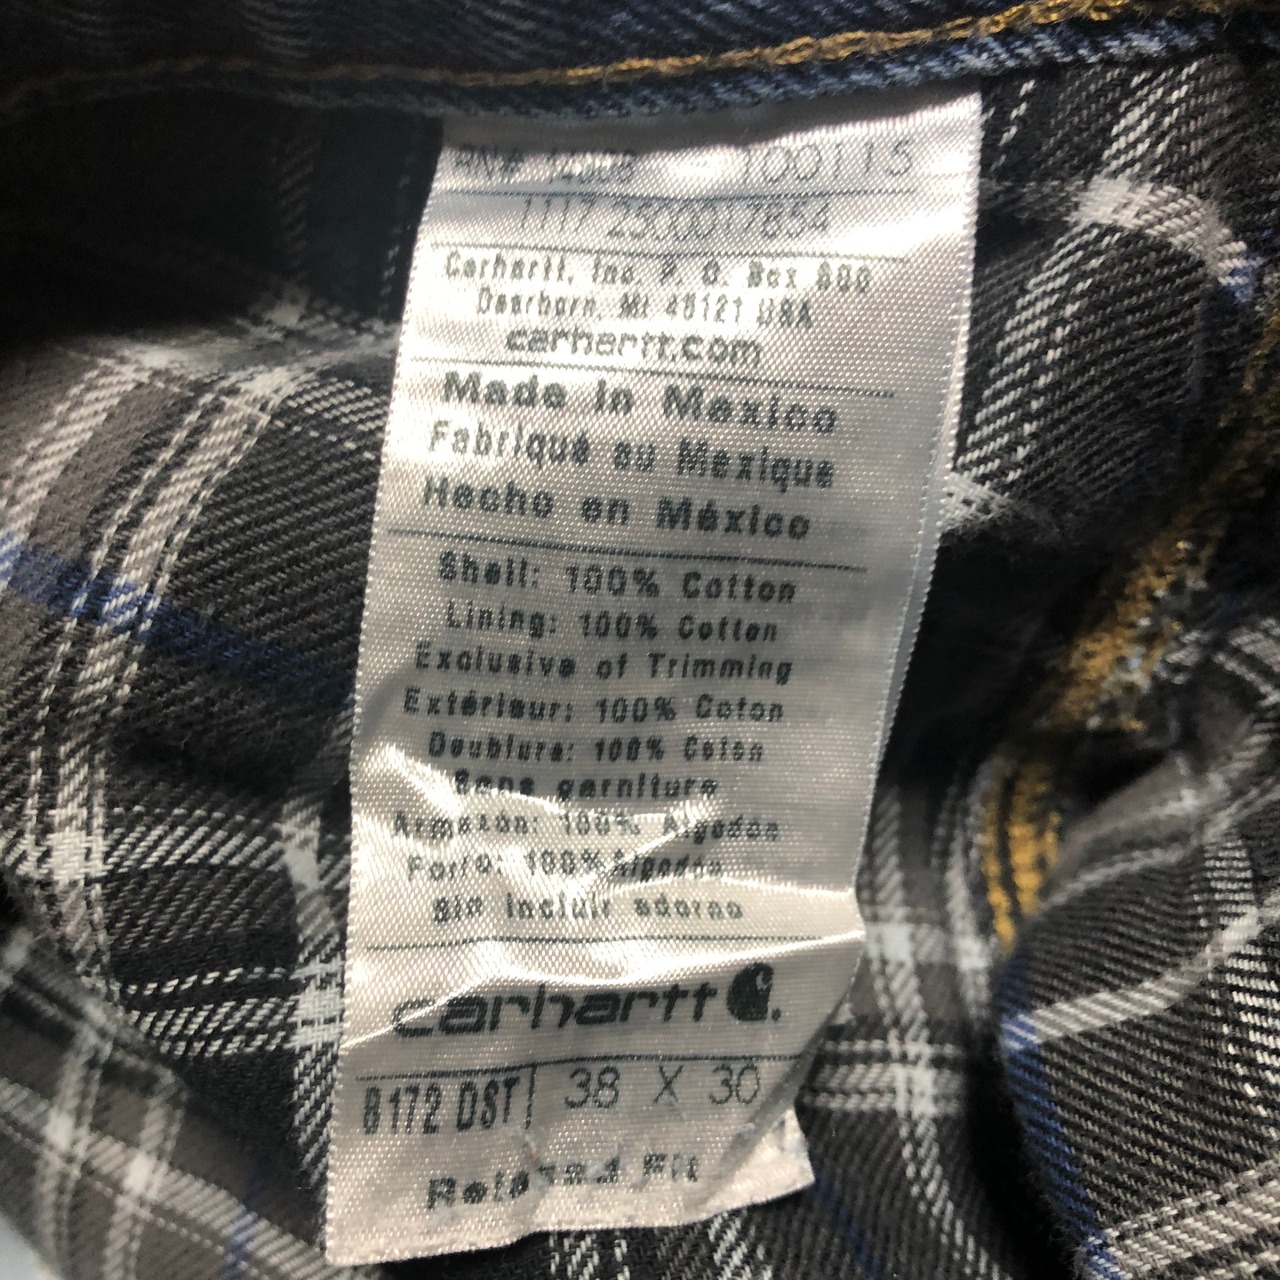 RN# 14806 - 100115
1117 2500017854
Carhartt, Inc. P. O. Box 600
Dearborn, MI 48121 USA
carhartt.com
Made in Mexico
Fabriqué au Mexique
Hecho en México
Shell: 100% Cotton
Lining: 100% Cotton
Exclusive of Trimming
Extérieur: 100% Coton
Doublure: 100% Coton
Sans garniture
Armazón: 100% Algodón
Forro: 100% Algodón
Sin incluir adorno
carhartt
8172 DST 38 X 30
Relaxed Fit